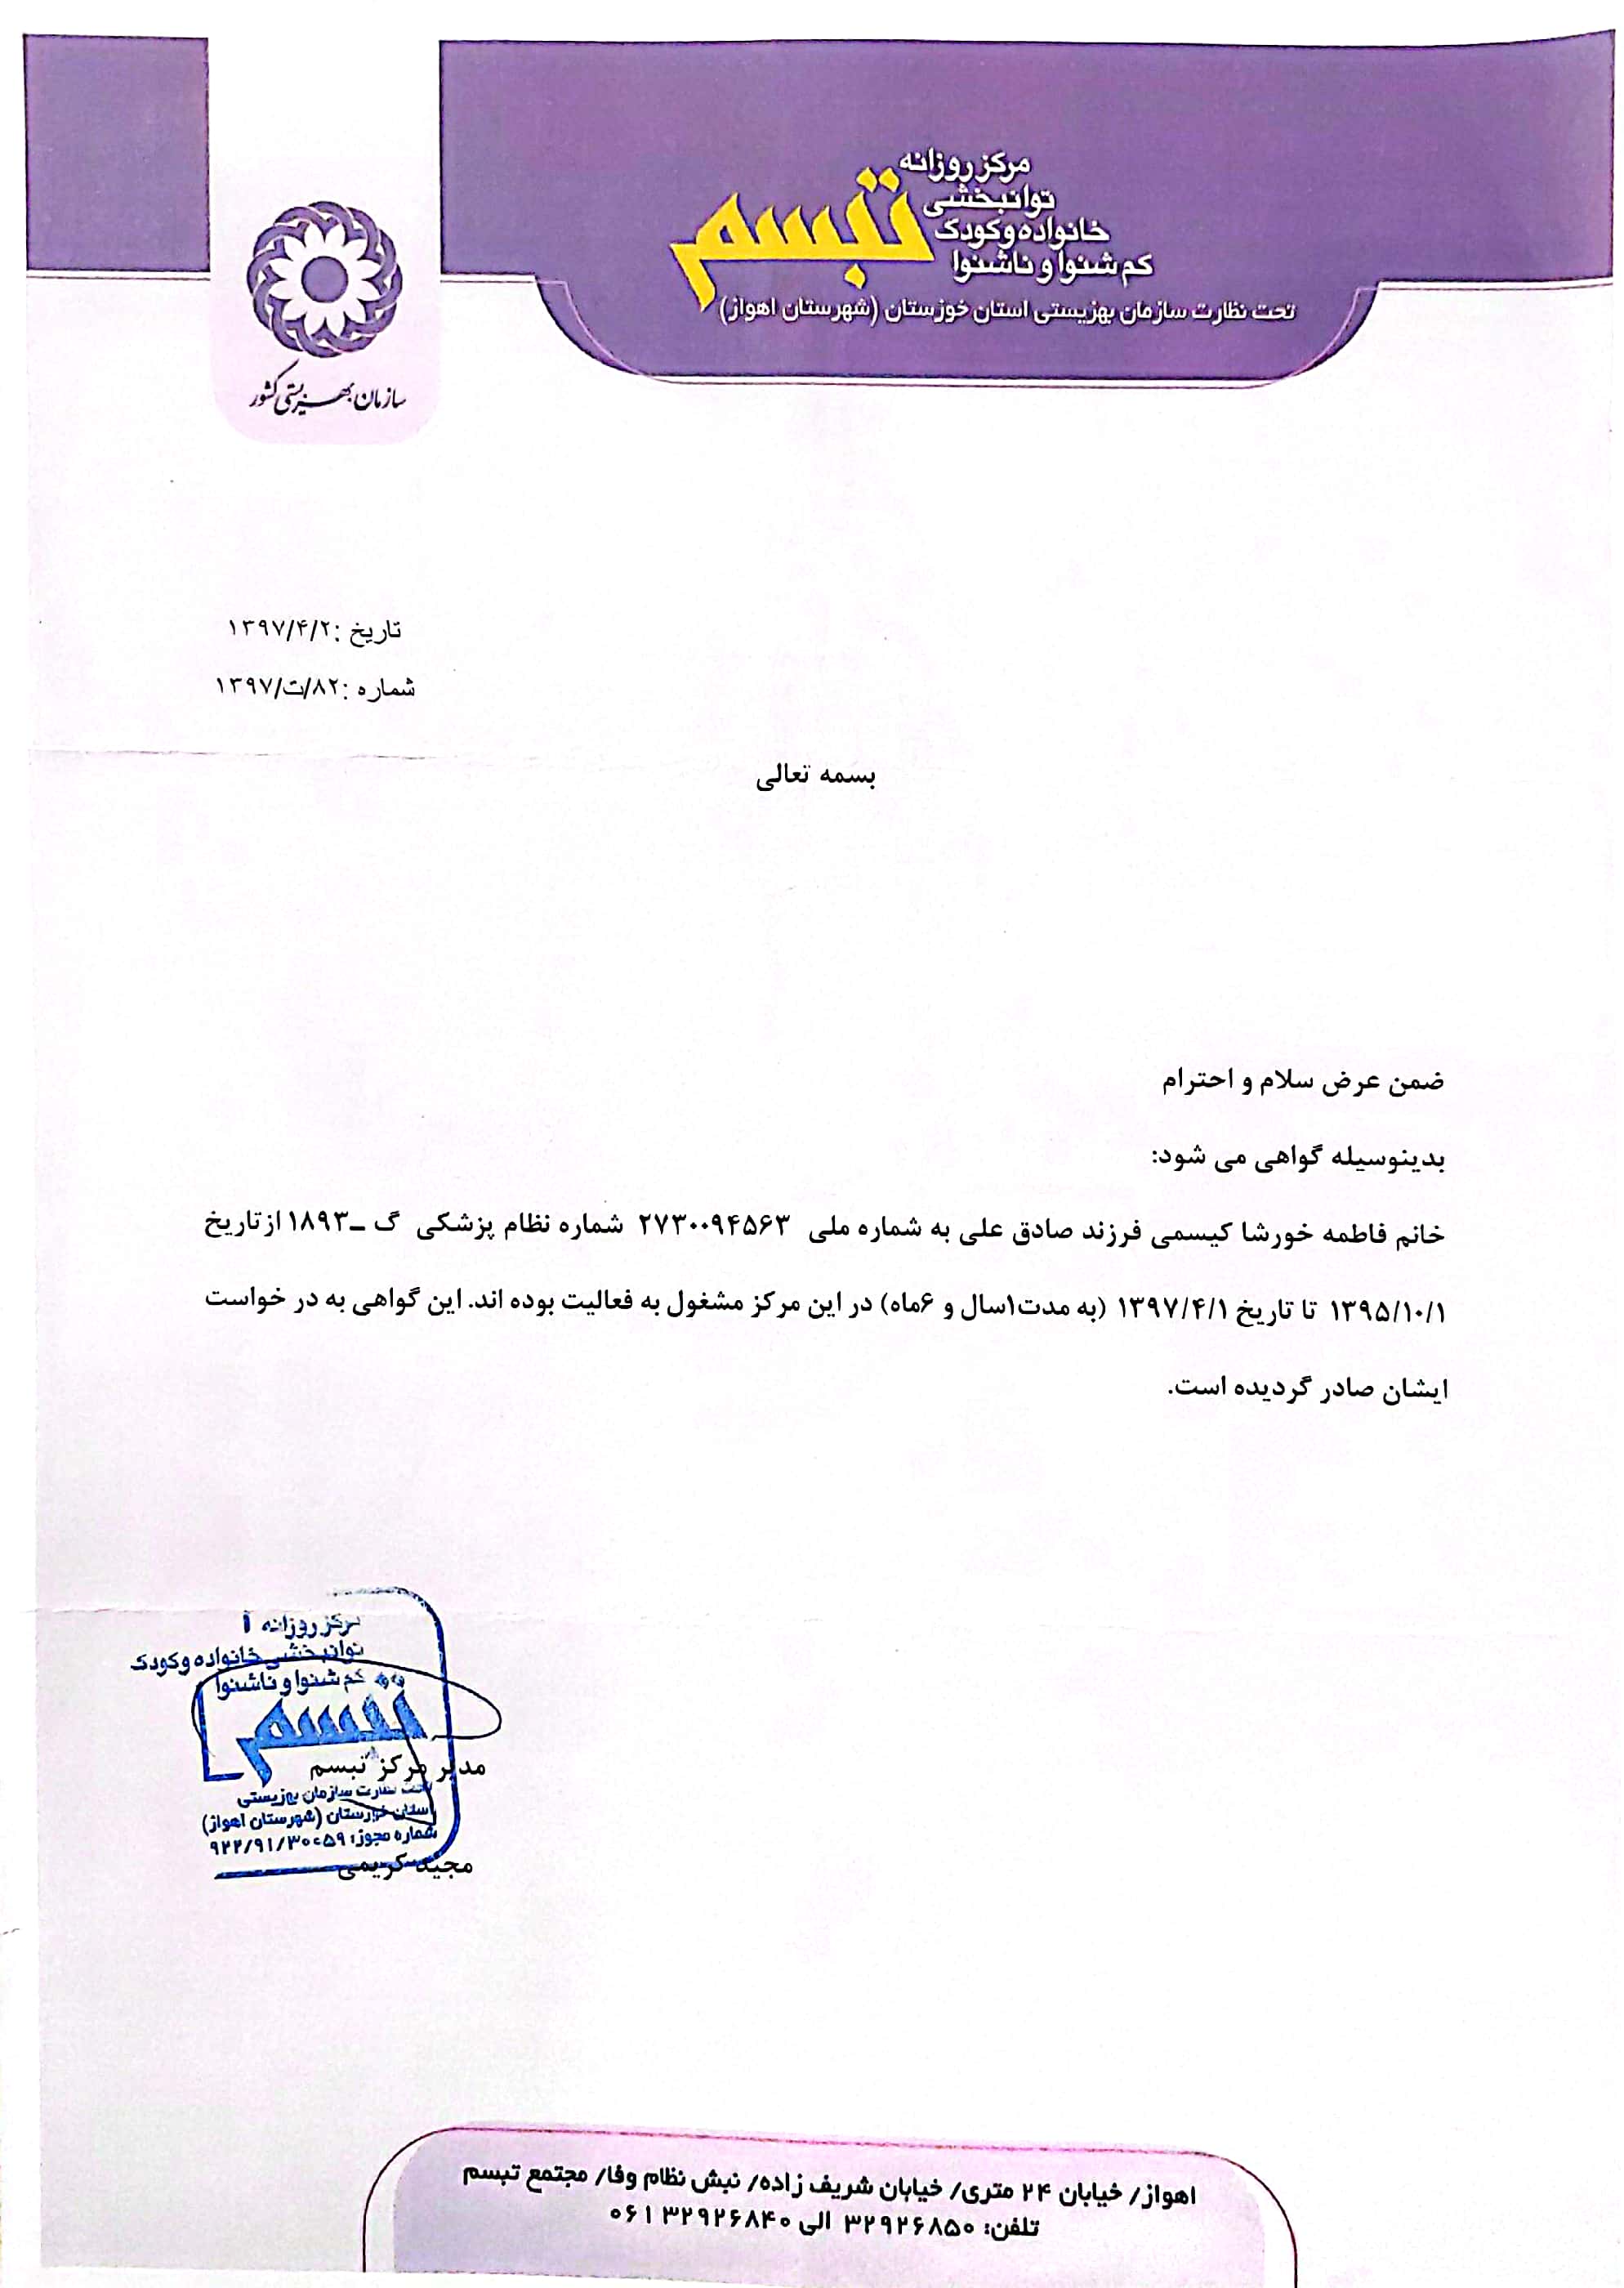 مرکز روزانه
توانبخشی
خانواده و کودک
کم شنوا و ناشنوا
تبسم
تحت نظارت سازمان بهزیستی استان خوزستان (شهرستان اهواز)
سازمان بهزیستی کشور
تاریخ :۱۳۹۷/۴/۲
شماره :۸۲/ت/۱۳۹۷
بسمه تعالی
ضمن عرض سلام و احترام
بدینوسیله گواهی می شود:
خانم فاطمه خورشا کیسمی فرزند صادق علی به شماره ملی ۲۷۳۰۰۹۴۵۶۳ شماره نظام پزشکی گ ـ۱۸۹۳ ازتاریخ
۱۳۹۵/۱۰/۱ تا تاریخ ۱۳۹۷/۴/۱ (به مدت۱سال و ۶ماه) در این مرکز مشغول به فعالیت بوده اند. این گواهی به در خواست
ایشان صادر گردیده است.
مرکز روزانه
توانبخشی خانواده و کودک
کم شنوا و ناشنوا
تبسم
مدیر مرکز تبسم
تحت نظارت سازمان بهزیستی
استان خوزستان (شهرستان اهواز)
شماره مجوز: ۹۲۲/۹۱/۳۰۰۵۹
مجید کریمی
اهواز/ خیابان ۲۴ متری/ خیابان شریف زاده/ نبش نظام وفا/ مجتمع تبسم
تلفن: ۳۲۹۲۶۸۵۰ الی ۰۶۱۳۲۹۲۶۸۴۰